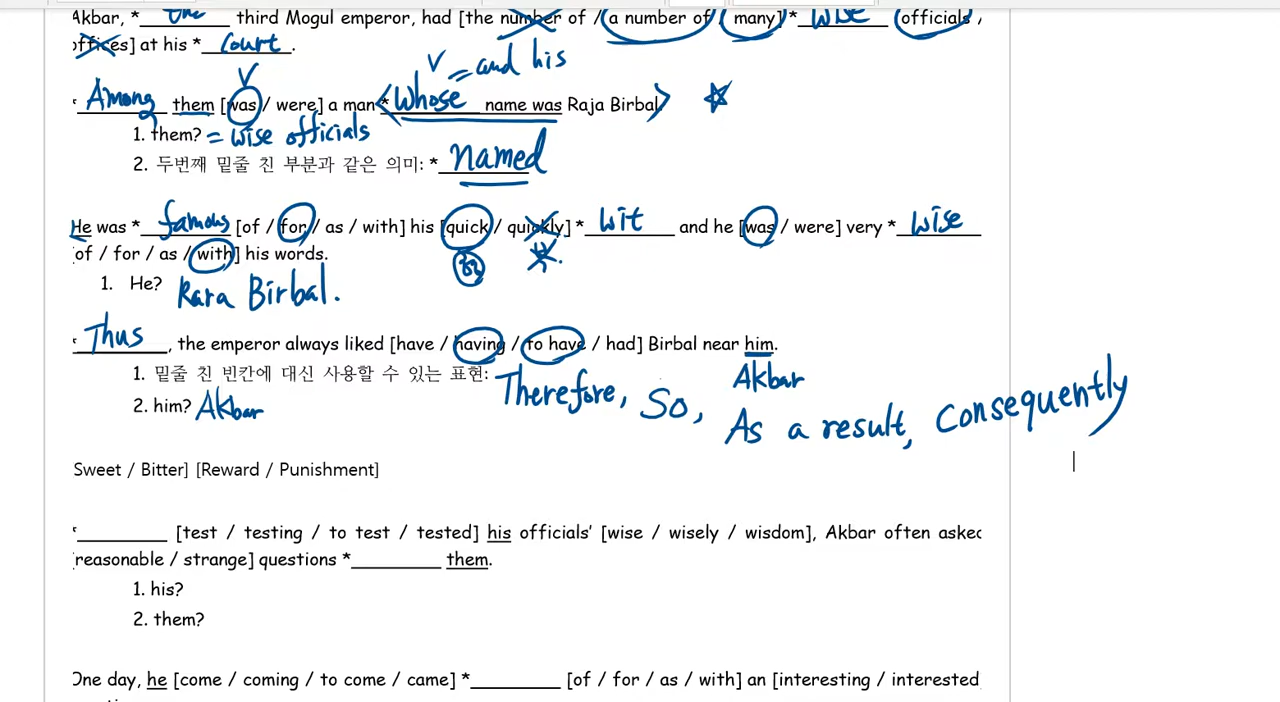 Akbar, * the third Mogul emperor, had [the number of / a number of / many] * wise [officials /
offices] at his * Court.
= and his
* Among them [was / were] a man * <Whose name was Raja Birbal>
1. them? = wise officials
2. 두번째 밑줄 친 부분과 같은 의미: * named
He was * famous [of / for / as / with] his [quick / quickly] * wit and he [was / were] very * wise
[of / for / as / with] his words.
1. He? Rara Birbal.
* Thus, the emperor always liked [have / having / to have / had] Birbal near him.
Akbar
1. 밑줄 친 빈칸에 대신 사용할 수 있는 표현: Therefore, So, As a result, Consequently
2. him? Akbar
Sweet / Bitter] [Reward / Punishment]
* [test / testing / to test / tested] his officials’ [wise / wisely / wisdom], Akbar often asked
[reasonable / strange] questions * them.
1. his?
2. them?
One day, he [come / coming / to come / came] * [of / for / as / with] an [interesting / interested